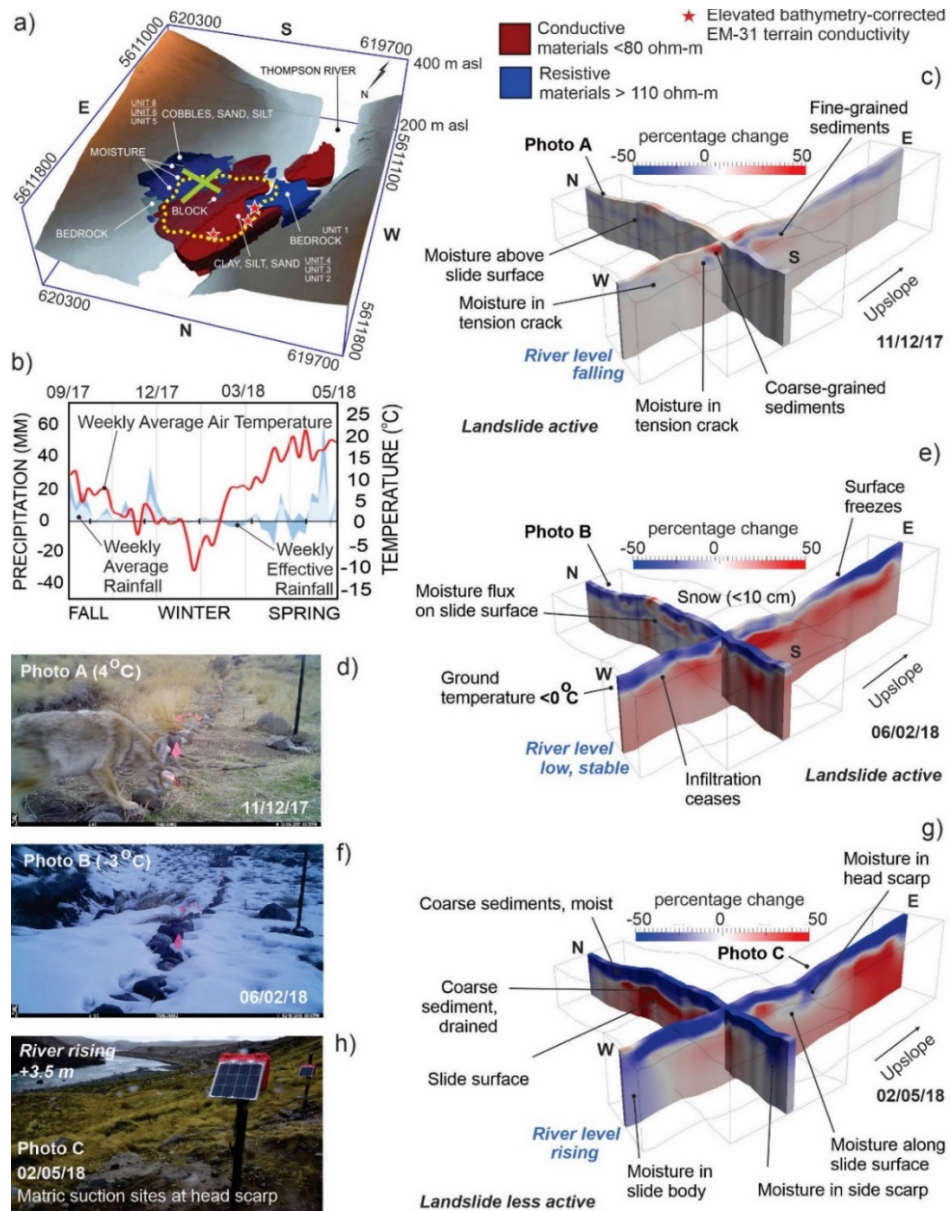 a)
620300
5611000
S
619700
400 m asl
THOMPSON RIVER
N
E
200 m asl
UNIT 8
UNIT 6
UNIT 5
COBBLES, SAND, SILT
MOISTURE
5611100
5611800
BLOCK
BEDROCK
UNIT 1
BEDROCK
W
CLAY, SILT, SAND
UNIT 4
UNIT 3
UNIT 2
620300
N
619700
5611800
Conductive
materials <80 ohm-m
Resistive
materials > 110 ohm-m
Elevated bathymetry-corrected
EM-31 terrain conductivity
b)
09/17 12/17 03/18 05/18
Weekly Average Air Temperature
PRECIPITATION (MM)
60
40
20
0
-20
-40
25
20
15
10
5
0
-5
-10
-15
TEMPERATURE (°C)
Weekly
Average
Rainfall
Weekly
Effective
Rainfall
FALL WINTER SPRING
c)
Fine-grained
sediments
percentage change
-50 0 50
Photo A
N
E
Moisture above
slide surface
W
S
Moisture in
tension crack
Upslope
River level
falling
11/12/17
Moisture in
tension crack
Coarse-grained
sediments
Landslide active
d)
Photo A (4°C)
11/12/17
e)
Surface
freezes
percentage change
-50 0 50
Photo B
N
E
Snow (<10 cm)
Moisture flux
on slide surface
W
S
Ground
temperature <0°C
Upslope
River level
low, stable
06/02/18
Infiltration
ceases
Landslide active
f)
Photo B (-3°C)
06/02/18
g)
Moisture in
head scarp
Coarse sediments, moist
percentage change
-50 0 50
N
E
Photo C
Coarse
sediment,
drained
W
S
Slide surface
Upslope
02/05/18
River level
rising
Moisture in
slide body
Moisture along
slide surface
Moisture in side scarp
Landslide less active
h)
River rising
+3.5 m
Photo C
02/05/18
Matric suction sites at head scarp